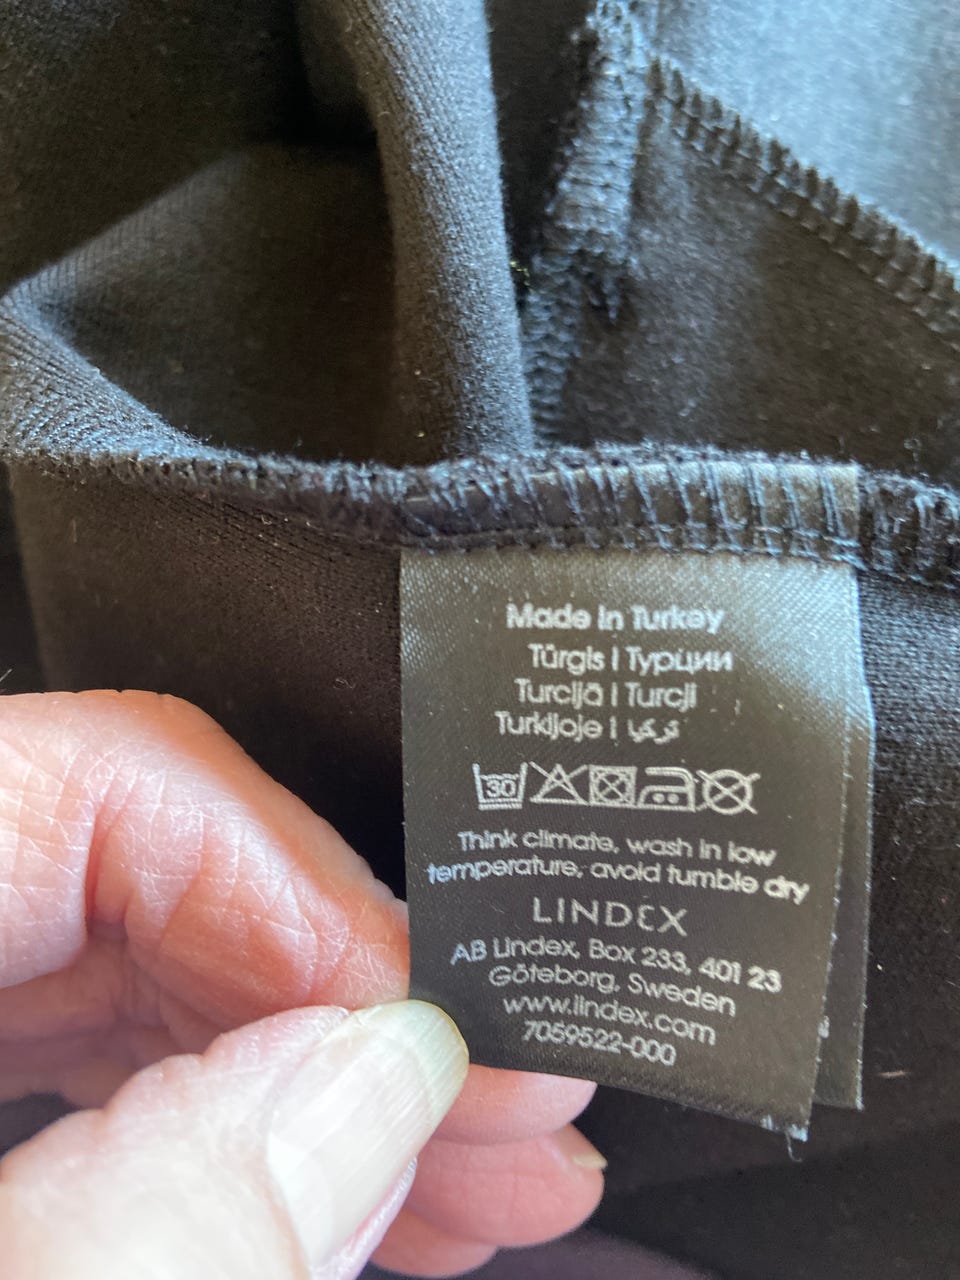 Made in Turkey
Türgis | Турции
Turcijā | Turcji
Turkijoje | تركيا
30
Think climate, wash in low
temperature, avoid tumble dry
LINDEX
AB Lindex, Box 233, 401 23
Göteborg, Sweden
www.lindex.com
7059522-000